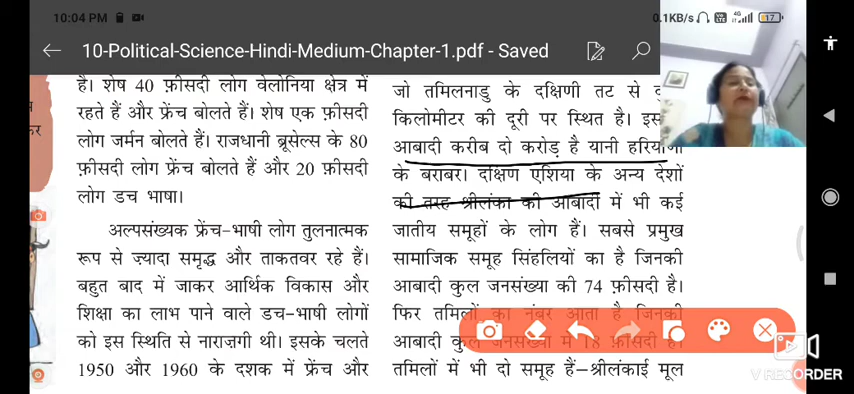 10:04 PM
0.1KB/s
4G
17
10-Political-Science-Hindi-Medium-Chapter-1.pdf - Saved
है। शेष 40 फ़ीसदी लोग वेलोनिया क्षेत्र में
रहते हैं और फ्रेंच बोलते हैं। शेष एक फ़ीसदी
लोग जर्मन बोलते हैं। राजधानी ब्रूसेल्स के 80
फ़ीसदी लोग फ्रेंच बोलते हैं और 20 फ़ीसदी
लोग डच भाषा।
अल्पसंख्यक फ्रेंच-भाषी लोग तुलनात्मक
रूप से ज़्यादा समृद्ध और ताकतवर रहे हैं।
बहुत बाद में जाकर आर्थिक विकास और
शिक्षा का लाभ पाने वाले डच-भाषी लोगों
को इस स्थिति से नाराजगी थी। इसके चलते
1950 और 1960 के दशक में फ्रेंच और
जो तमिलनाडु के दक्षिणी तट से
किलोमीटर की दूरी पर स्थित है।
आबादी करीब दो करोड़ है यानी हरियाणा
के बराबर। दक्षिण एशिया के अन्य देशों
की तरह श्रीलंका की आबादी में भी कई
जातीय समूहों के लोग हैं। सबसे प्रमुख
सामाजिक समूह सिंहलियों का है जिनकी
आबादी कुल जनसंख्या की 74 फ़ीसदी है।
फिर तमिलों का नंबर आता है जिनकी
आबादी कुल जनसंख्या में 18 फ़ीसदी है।
तमिलों में भी दो समूह हैं–श्रीलंकाई मूल
V RECORDER